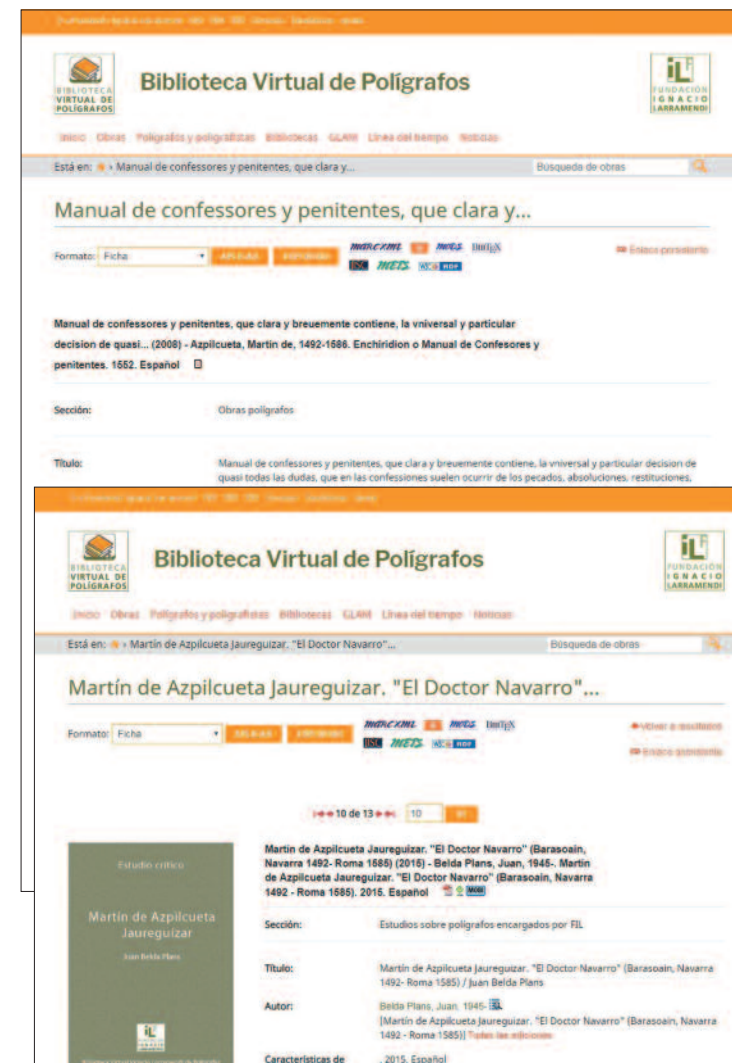 BIBLIOTECA
VIRTUAL DE
POLÍGRAFOS
Biblioteca Virtual de Polígrafos
FUNDACIÓN
IGNACIO
LARRAMENDI
Inicio Obras Polígrafos y poligrafistas Bibliotecas GLAM Línea del tiempo Noticias
Está en: › Manual de confessores y penitentes, que clara y...
Búsqueda de obras
Manual de confessores y penitentes, que clara y...
Formato: Ficha
marcxml mods BIBTEX
ESE METS
Enlace persistente
Manual de confessores y penitentes, que clara y breuemente contiene, la vniversal y particular
decision de quasi... (2008) - Azpilcueta, Martín de, 1492-1586. Enchiridion o Manual de Confesores y
penitentes. 1552. Español
Sección: Obras polígrafos
Título: Manual de confessores y penitentes, que clara y breuemente contiene, la vniversal y particular decision de
quasi todas las dudas, que en las confessiones suelen ocurrir de los pecados, absoluciones, restituciones,
BIBLIOTECA
VIRTUAL DE
POLÍGRAFOS
Biblioteca Virtual de Polígrafos
FUNDACIÓN
IGNACIO
LARRAMENDI
Inicio Obras Polígrafos y poligrafistas Bibliotecas GLAM Línea del tiempo Noticias
Está en: › Martín de Azpilcueta Jaureguizar. "El Doctor Navarro"...
Búsqueda de obras
Martín de Azpilcueta Jaureguizar. "El Doctor Navarro"...
Formato: Ficha
marcxml mods BIBTEX
ESE METS
Volver a resultados
Enlace persistente
10 de 13 10
Martín de Azpilcueta Jaureguizar. "El Doctor Navarro" (Barasoain,
Navarra 1492- Roma 1585) (2015) - Belda Plans, Juan, 1945-. Martín
de Azpilcueta Jaureguizar. "El Doctor Navarro" (Barasoain, Navarra
1492 - Roma 1585). 2015. Español
Estudio crítico
Martín de Azpilcueta
Jaureguizar
Juan Belda Plans
Sección: Estudios sobre polígrafos encargados por FIL
Título: Martín de Azpilcueta Jaureguizar. "El Doctor Navarro" (Barasoain, Navarra
1492- Roma 1585) / Juan Belda Plans
Autor: Belda Plans, Juan, 1945-
[Martín de Azpilcueta Jaureguizar. "El Doctor Navarro" (Barasoain, Navarra
1492 - Roma 1585)] Todas las ediciones
Características de , 2015. Español